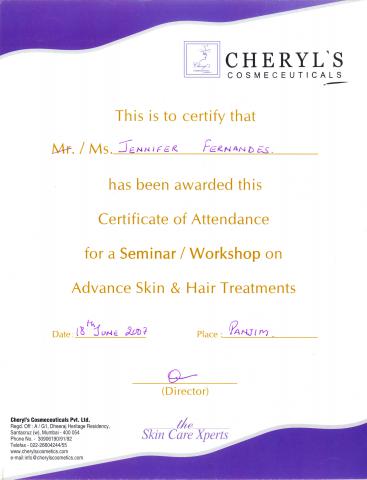 Cheryl's
CHERYL'S
COSMECEUTICALS
This is to certify that
Mr. / Ms. JENNIFER FERNANDES.
has been awarded this
Certificate of Attendance
for a Seminar / Workshop on
Advance Skin & Hair Treatments
Date 18th JUNE 2007 Place: PANJIM.
(Director)
Cheryl's Cosmeceuticals Pvt. Ltd.
Regd. Off : A / G1, Dheeraj Heritage Residency,
Santacruz (w), Mumbai - 400 054
Phone No. - 30906190/91/92
Telefax - 022-26804244/55
www.cherylscosmetics.com
e-mail info@cherylscosmetics.com
the
Skin Care Xperts